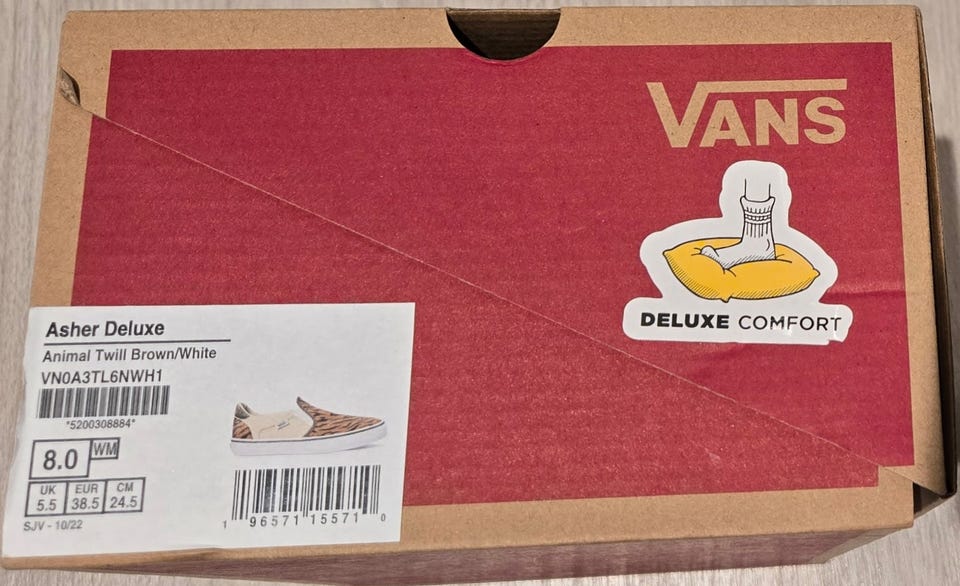 VANS
DELUXE COMFORT
Asher Deluxe
Animal Twill Brown/White
VN0A3TL6NWH1
*5200308884*
8.0 WM
UK EUR CM
5.5 38.5 24.5
SJV - 10/22
1 96571 15571 0